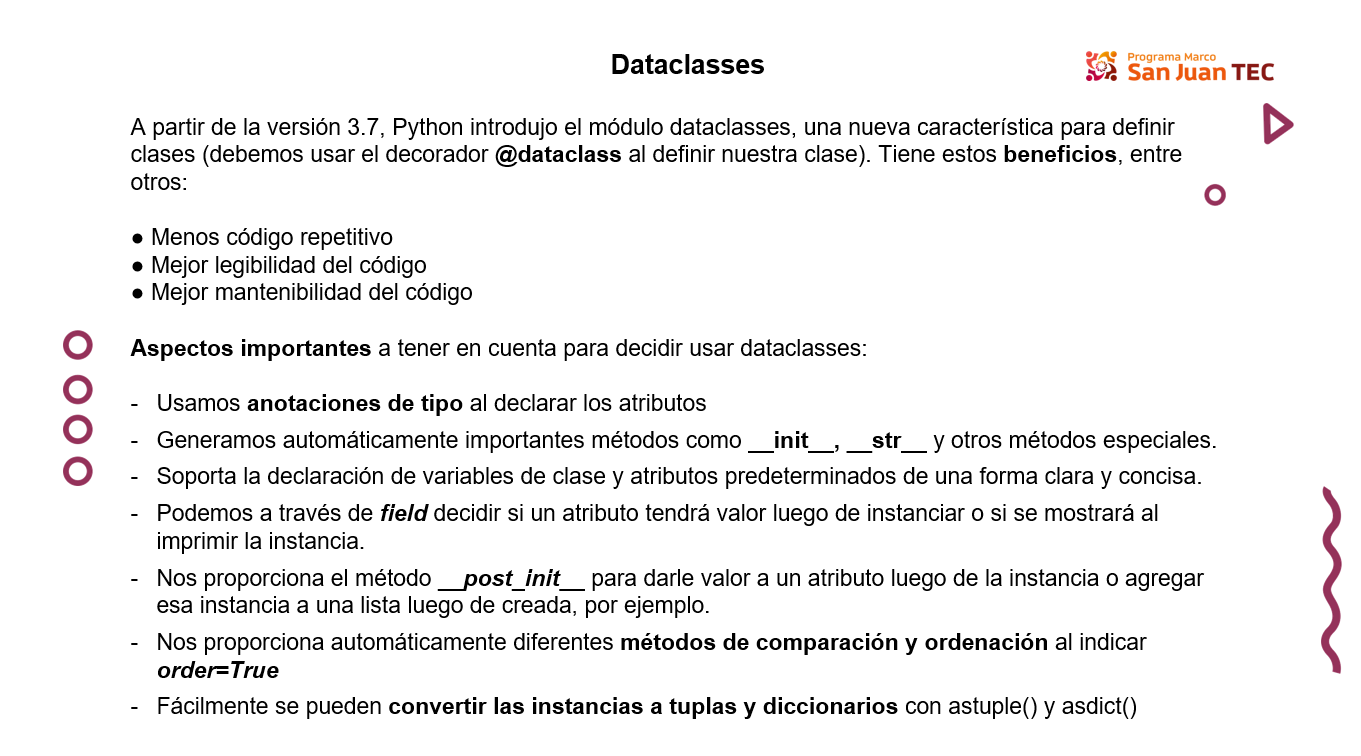 Dataclasses
Programa Marco
San Juan TEC
A partir de la versión 3.7, Python introdujo el módulo dataclasses, una nueva característica para definir
clases (debemos usar el decorador @dataclass al definir nuestra clase). Tiene estos beneficios, entre
otros:
● Menos código repetitivo
● Mejor legibilidad del código
● Mejor mantenibilidad del código
Aspectos importantes a tener en cuenta para decidir usar dataclasses:
- Usamos anotaciones de tipo al declarar los atributos
- Generamos automáticamente importantes métodos como __init__, __str__ y otros métodos especiales.
- Soporta la declaración de variables de clase y atributos predeterminados de una forma clara y concisa.
- Podemos a través de field decidir si un atributo tendrá valor luego de instanciar o si se mostrará al
imprimir la instancia.
- Nos proporciona el método __post_init__ para darle valor a un atributo luego de la instancia o agregar
esa instancia a una lista luego de creada, por ejemplo.
- Nos proporciona automáticamente diferentes métodos de comparación y ordenación al indicar
order=True
- Fácilmente se pueden convertir las instancias a tuplas y diccionarios con astuple() y asdict()